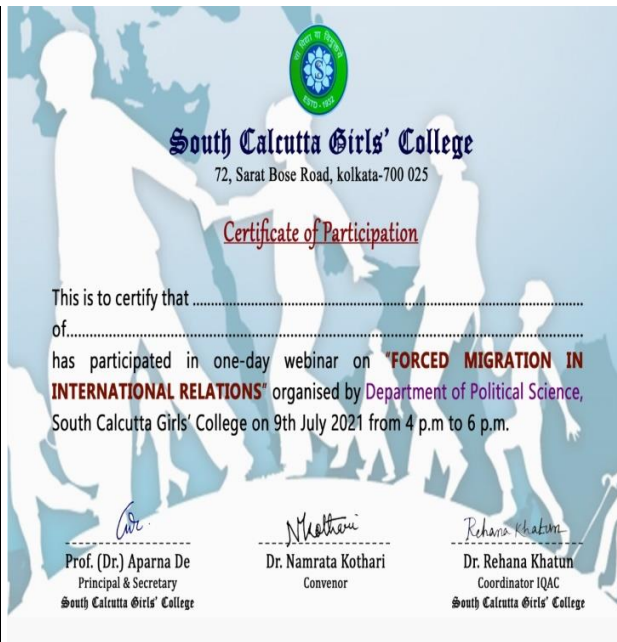 सा विद्या या विमुक्तये
S
ESTD - 1932
South Calcutta Girls' College
72, Sarat Bose Road, kolkata-700 025
Certificate of Participation
This is to certify that ................................................................................
of................................................................................
has participated in one-day webinar on "FORCED MIGRATION IN
INTERNATIONAL RELATIONS" organised by Department of Political Science,
South Calcutta Girls' College on 9th July 2021 from 4 p.m to 6 p.m.
NKothari
Rehana Khatun
Prof. (Dr.) Aparna De
Dr. Namrata Kothari
Dr. Rehana Khatun
Principal & Secretary
Convenor
Coordinator IQAC
South Calcutta Girls' College
South Calcutta Girls' College